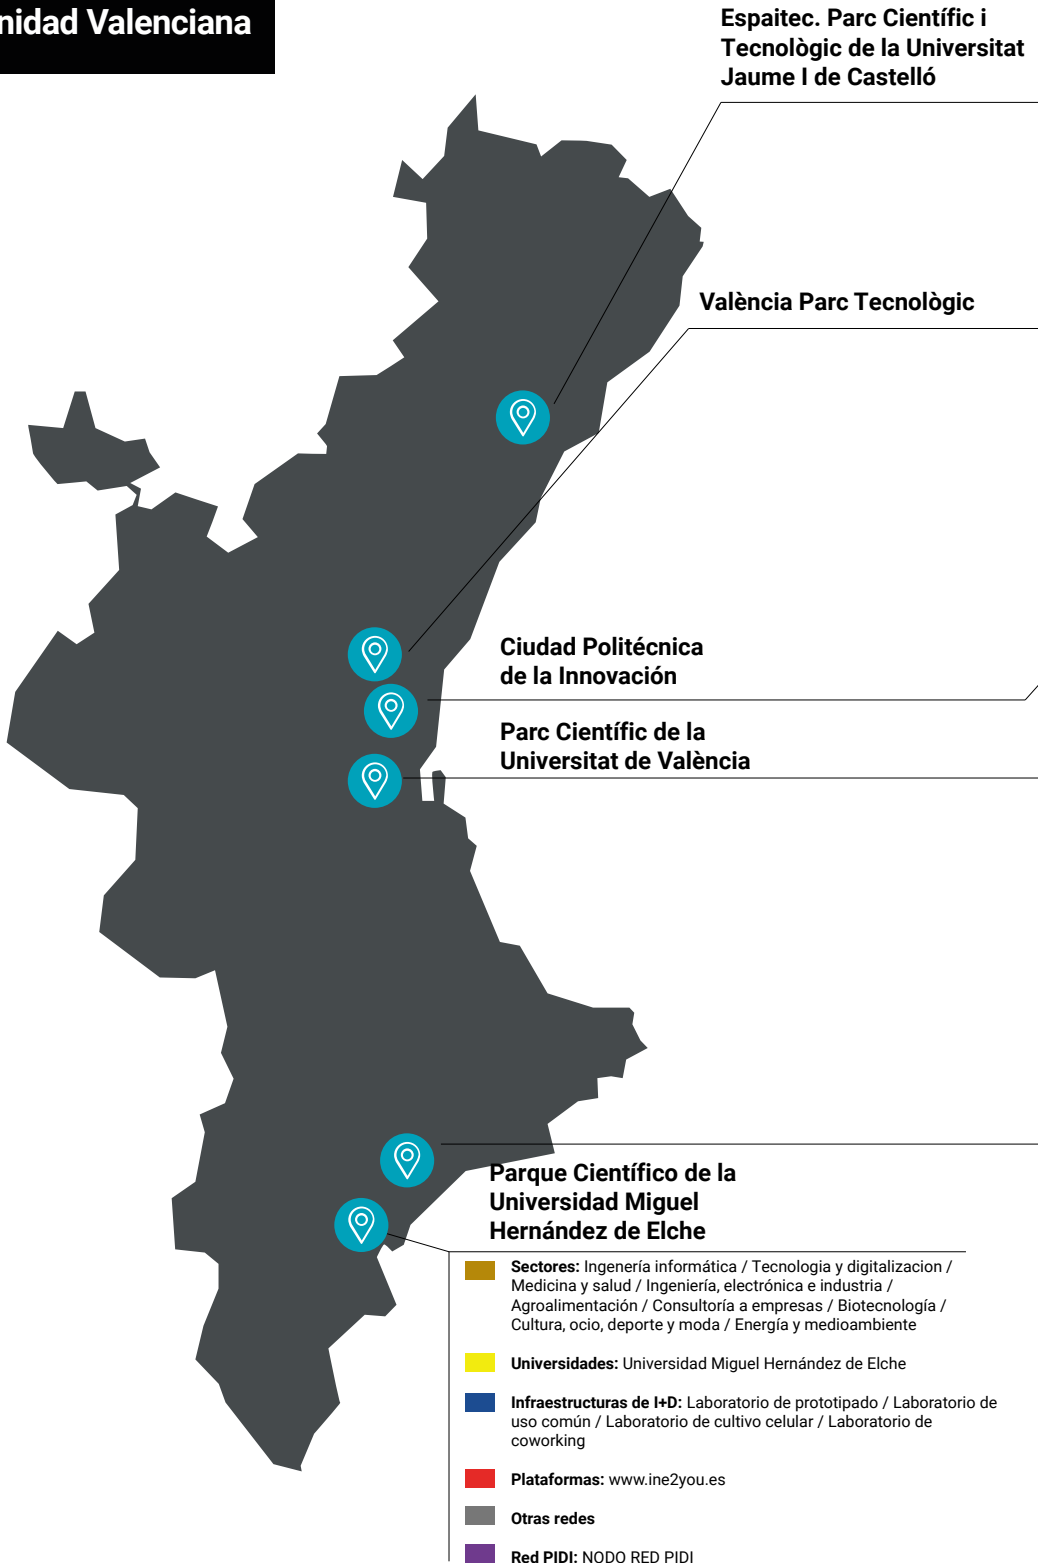 nidad Valenciana
Espaitec. Parc Científic i
Tecnològic de la Universitat
Jaume I de Castelló
València Parc Tecnològic
Ciudad Politécnica
de la Innovación
Parc Científic de la
Universitat de València
Parque Científico de la
Universidad Miguel
Hernández de Elche
Sectores: Ingenería informática / Tecnologia y digitalizacion /
Medicina y salud / Ingeniería, electrónica e industria /
Agroalimentación / Consultoría a empresas / Biotecnología /
Cultura, ocio, deporte y moda / Energía y medioambiente
Universidades: Universidad Miguel Hernández de Elche
Infraestructuras de I+D: Laboratorio de prototipado / Laboratorio de
uso común / Laboratorio de cultivo celular / Laboratorio de
coworking
Plataformas: www.ine2you.es
Otras redes
Red PIDI: NODO RED PIDI